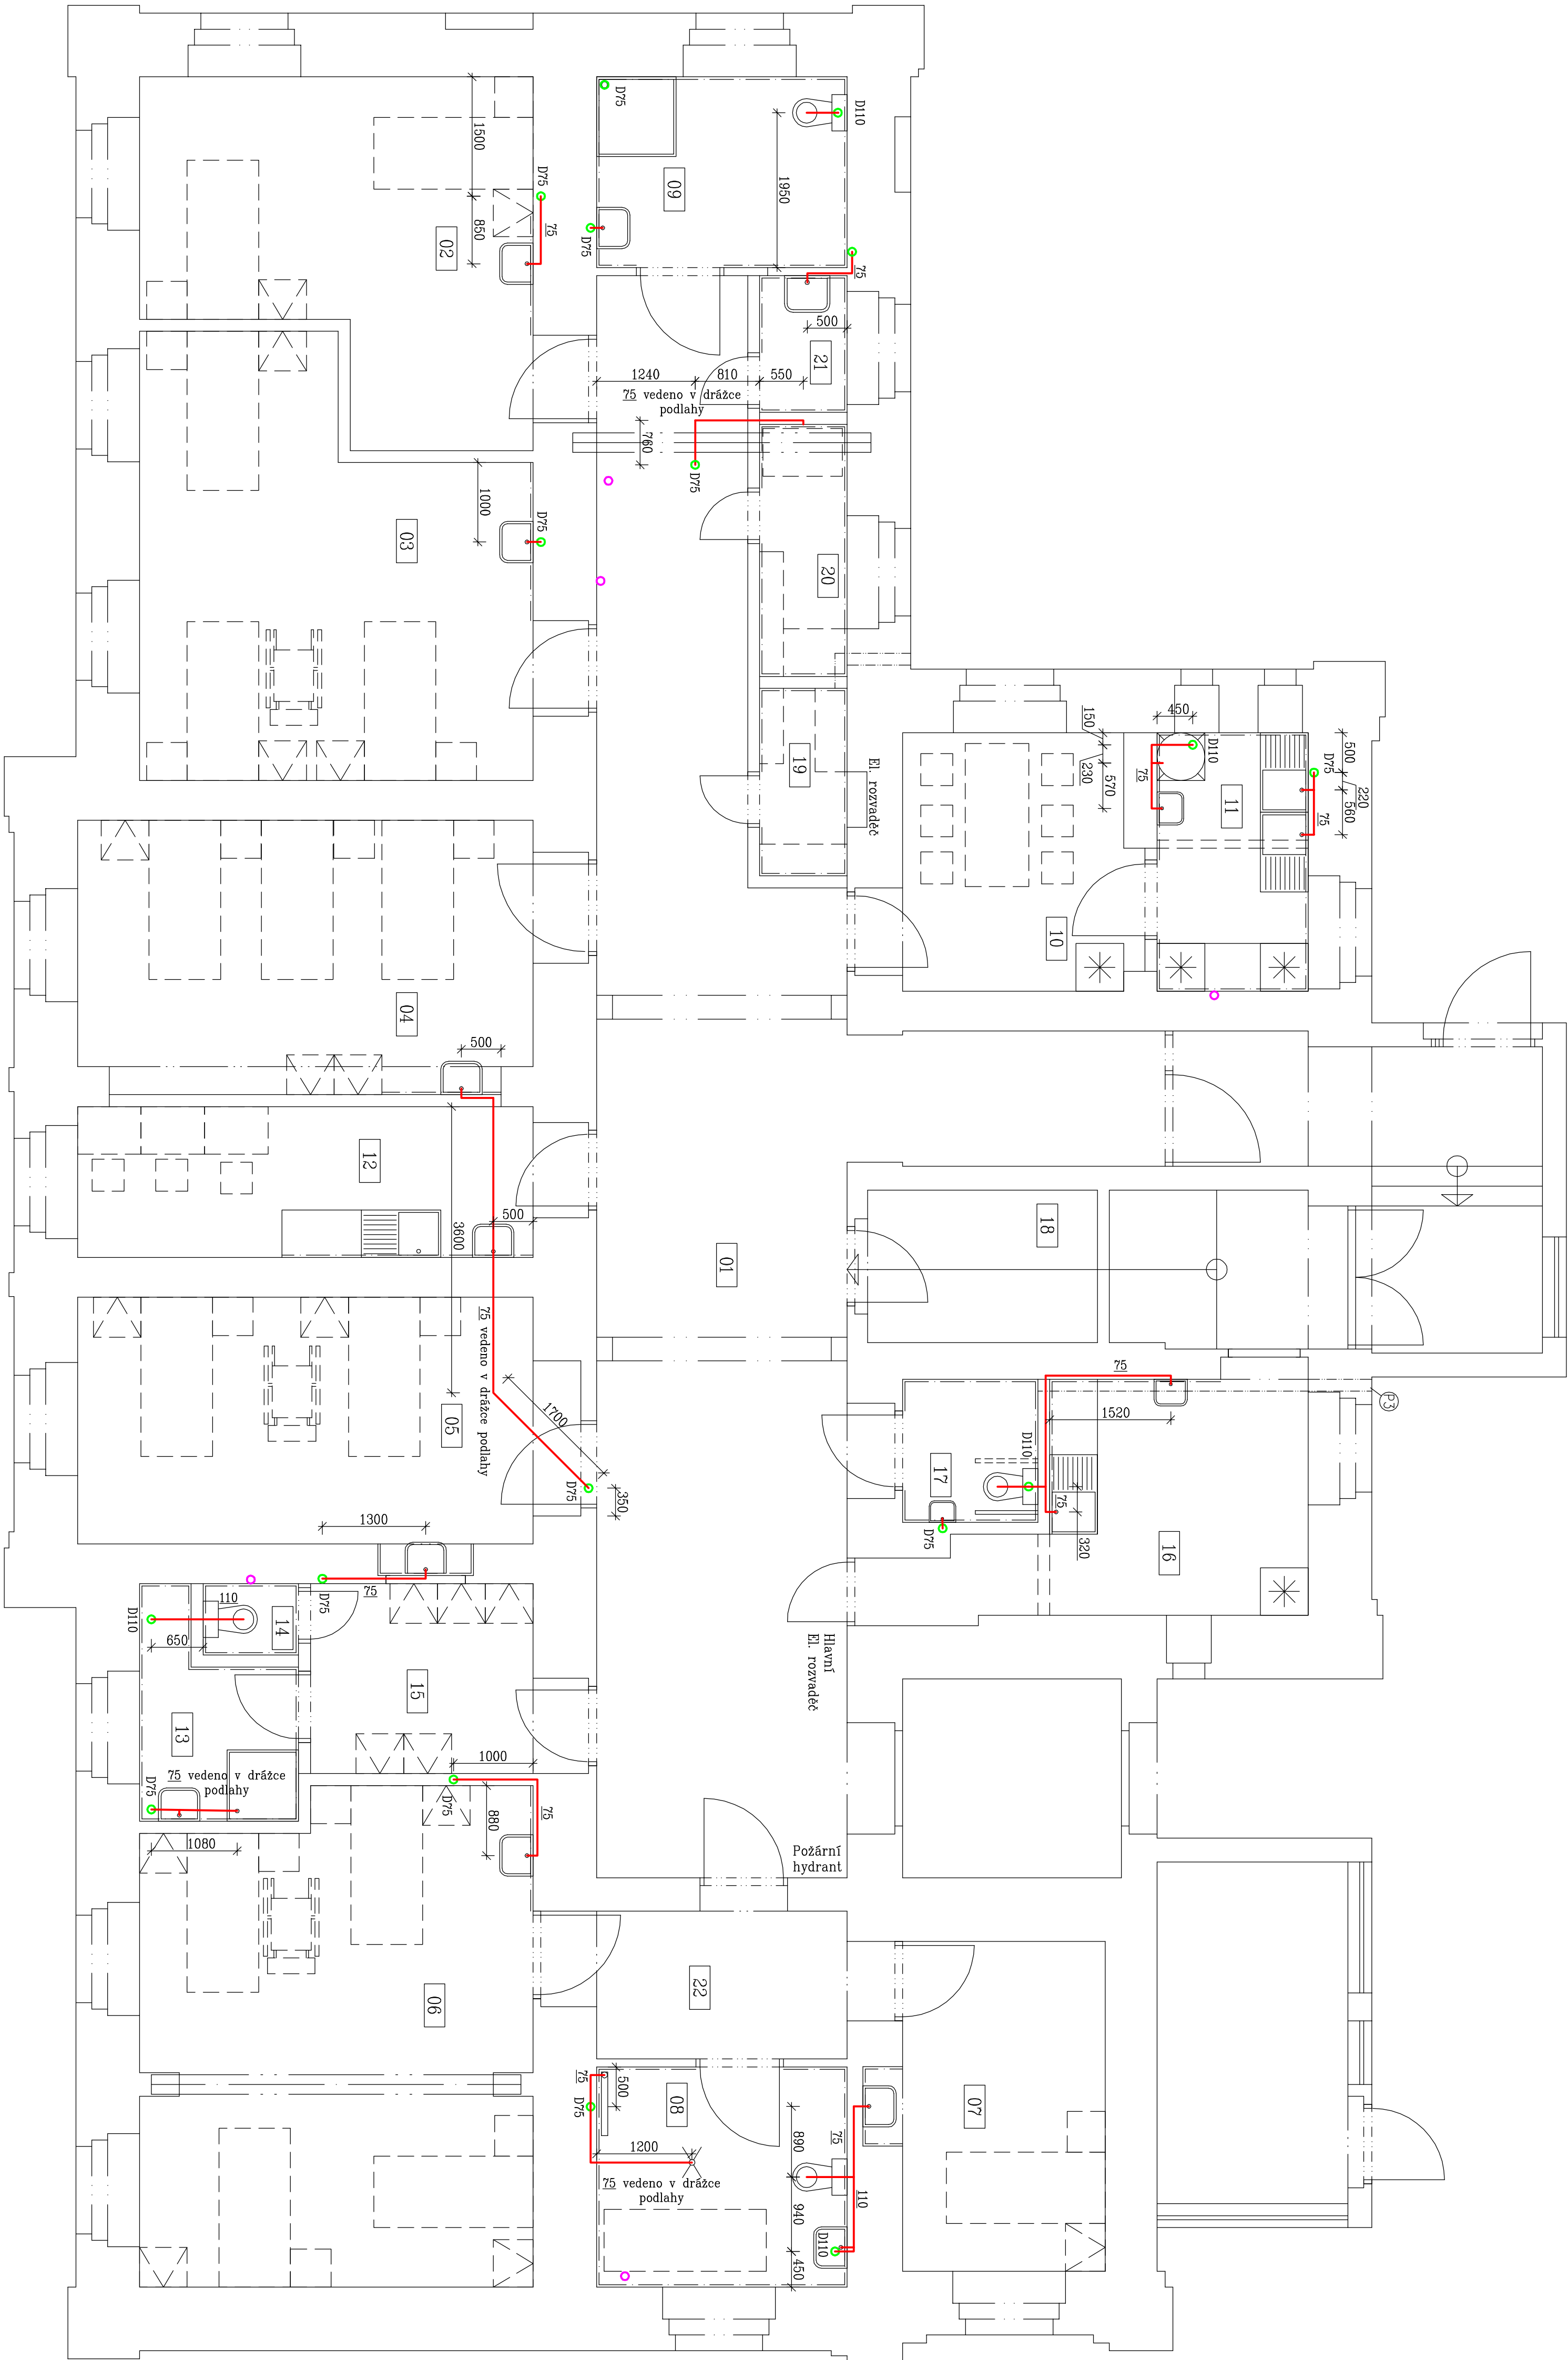 D75
D110
1500
09
1950
D75
75
850
02
D75
75
500
21
1240
810
550
75 vedeno v drážce
podlahy
760
D75
1000
D75
03
20
19
El. rozvaděč
150
450
D110
500
D75
220
560
230
570
75
11
75
10
04
500
12
500
3600
01
18
75 vedeno v drážce podlahy
05
1700
D75
350
75
P3
1520
D110
17
75
D75
320
16
1300
75
D75
110
D110
14
650
15
Hlavní
El. rozvaděč
13
1000
75 vedeno v drážce
podlahy
D75
D75
75
880
1080
Požární
hydrant
06
22
75
500
D75
08
07
890
75
1200
75 vedeno v drážce
podlahy
110
940
D110
450